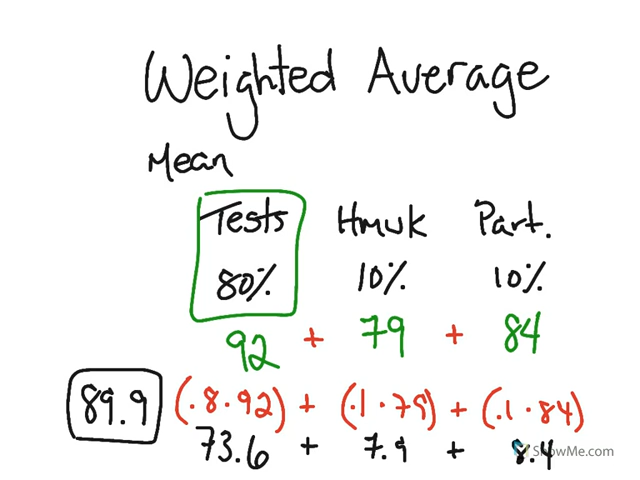 Weighted Average
Mean
Tests Hmwk Part.
80% 10% 10%
92 + 79 + 84
89.9 (.8·92) + (.1·79) + (.1·84)
73.6 + 7.9 + 8.4
ShowMe.com